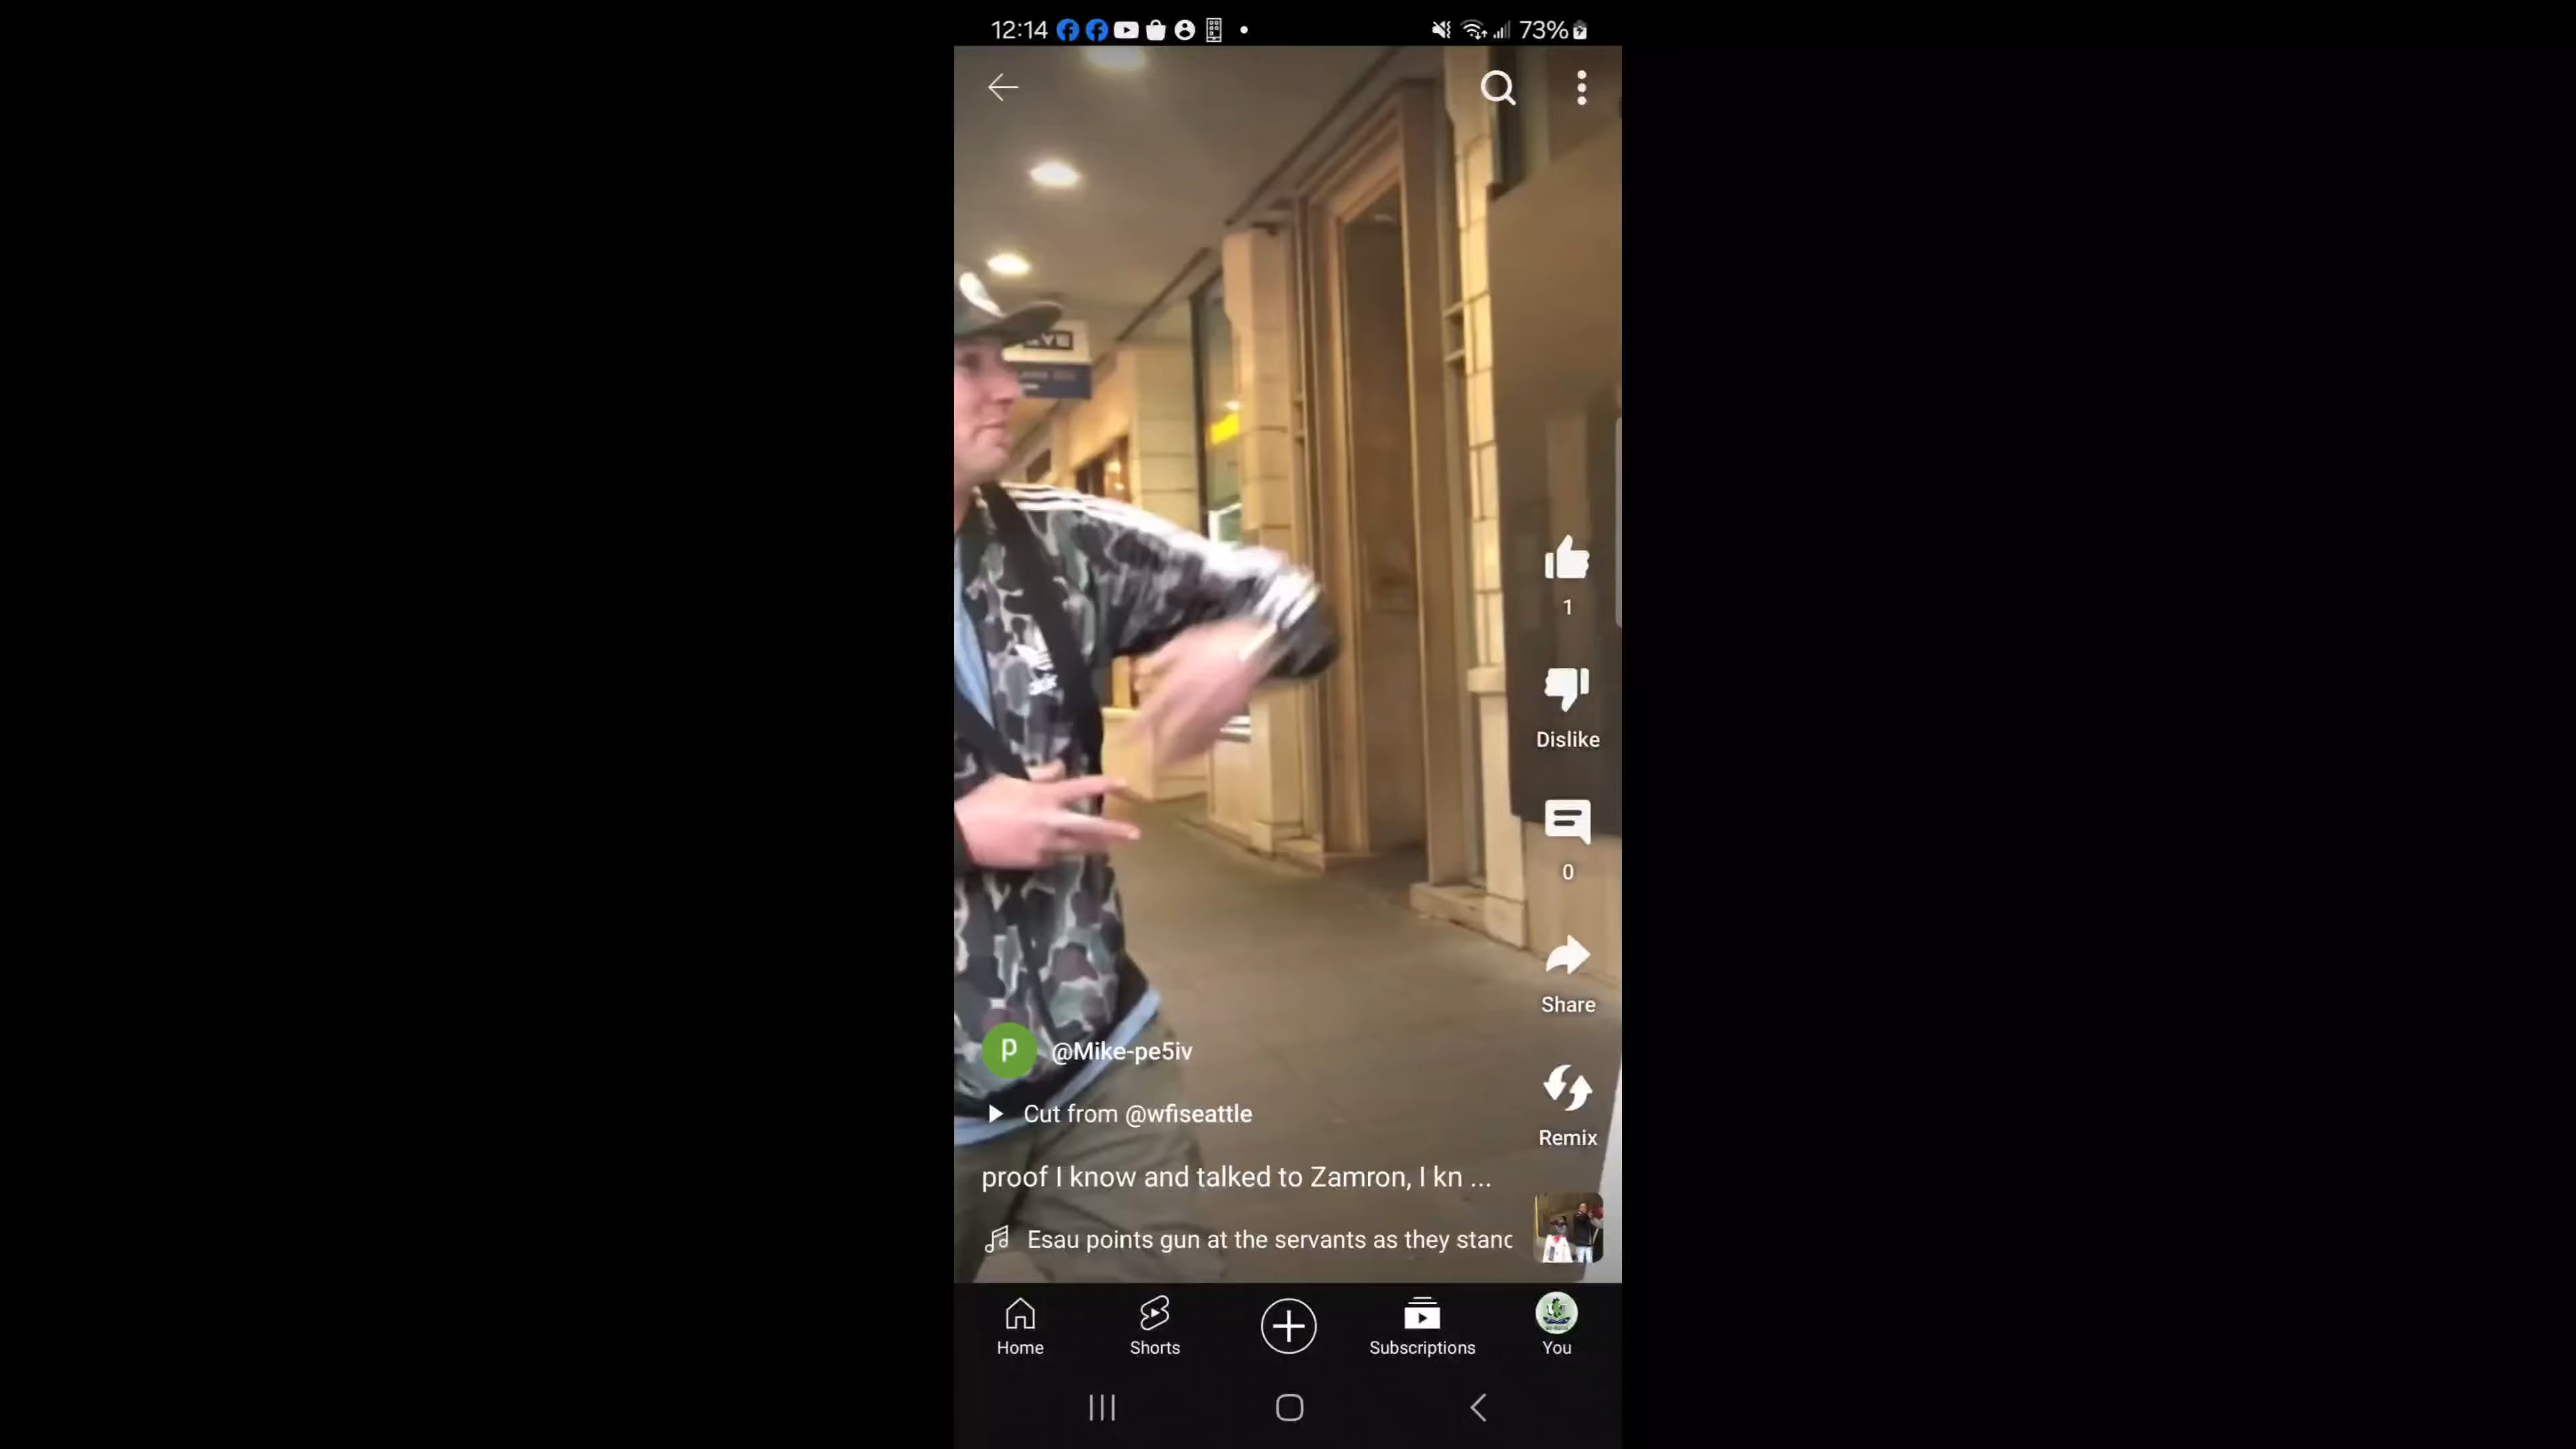 12:14
73%
1
Dislike
0
Share
@Mike-pe5iv
Cut from @wfiseattle
Remix
proof I know and talked to Zamron, I kn ...
Esau points gun at the servants as they stand
Home
Shorts
Subscriptions
You